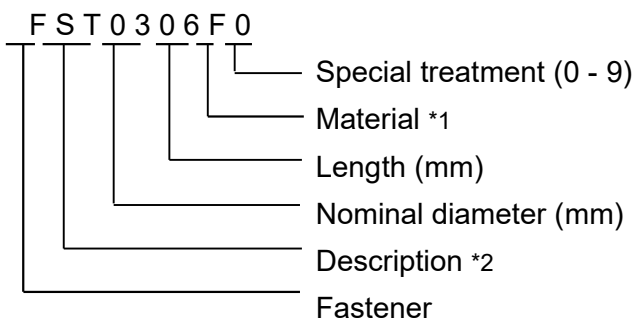 FST0306F0
Special treatment (0 - 9)
Material *1
Length (mm)
Nominal diameter (mm)
Description *2
Fastener